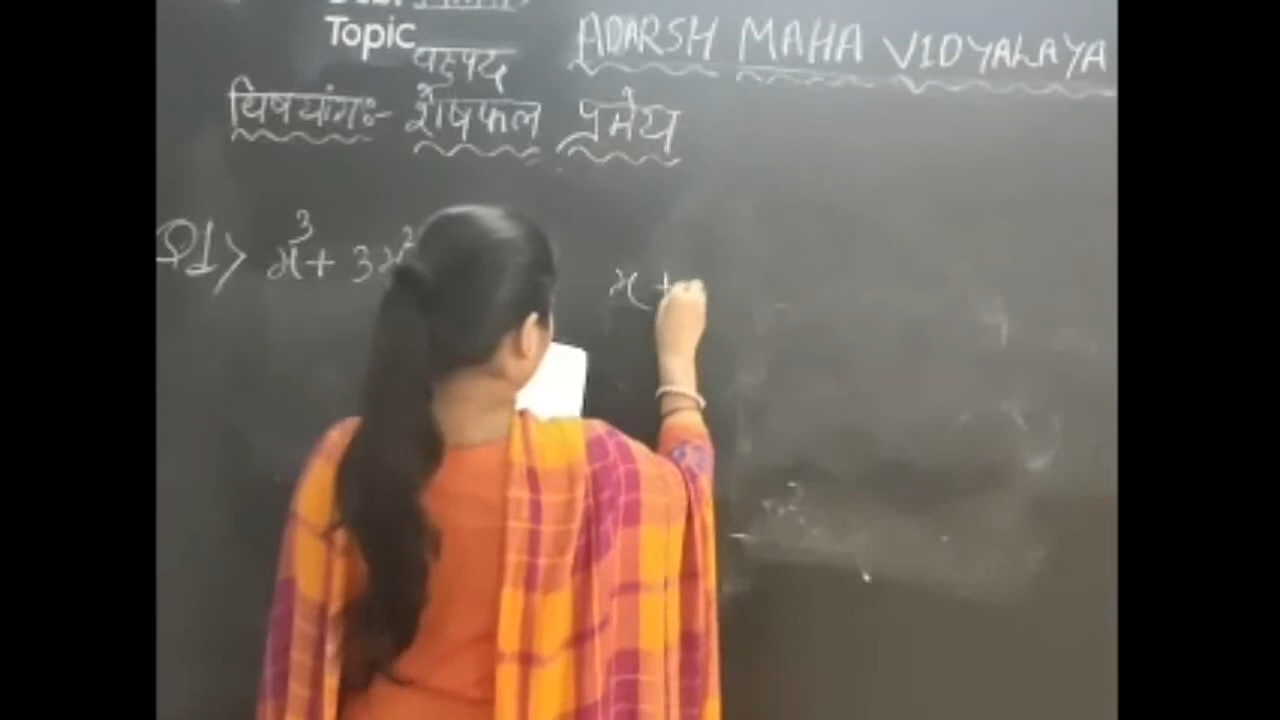 Topic
बहुपद
ADARSH MAHA VIDYALAYA
विषयांगः- शेषफल प्रमेय
Q1> x³+ 3x² x +